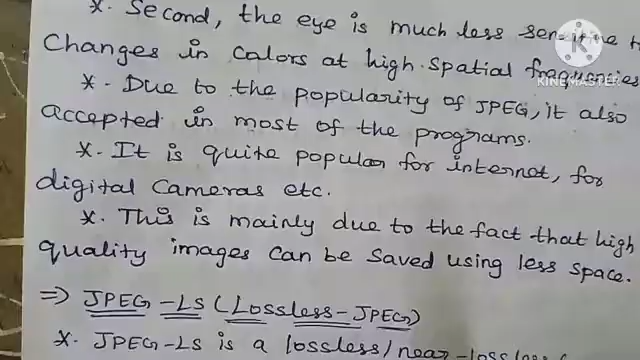 *. Second, the eye is much less sensitive
Changes in colors at high spatial frequencies
*. Due to the popularity of JPEG, it also
accepted in most of the programs.
*. It is quite popular for internet, for
digital cameras etc.
*. This is mainly due to the fact that high
quality images can be saved using less space.
⇒ JPEG-LS (Lossless-JPEG)
*. JPEG-LS is a lossless/near-lossless
KINEMASTER